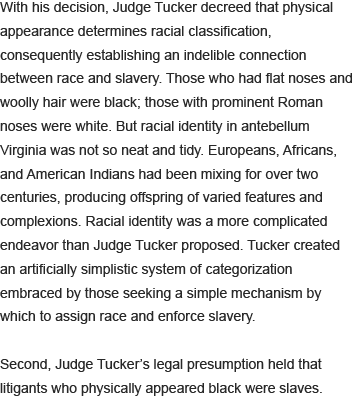 With his decision, Judge Tucker decreed that physical
appearance determines racial classification,
consequently establishing an indelible connection
between race and slavery. Those who had flat noses and
woolly hair were black; those with prominent Roman
noses were white. But racial identity in antebellum
Virginia was not so neat and tidy. Europeans, Africans,
and American Indians had been mixing for over two
centuries, producing offspring of varied features and
complexions. Racial identity was a more complicated
endeavor than Judge Tucker proposed. Tucker created
an artificially simplistic system of categorization
embraced by those seeking a simple mechanism by
which to assign race and enforce slavery.

Second, Judge Tucker’s legal presumption held that
litigants who physically appeared black were slaves.